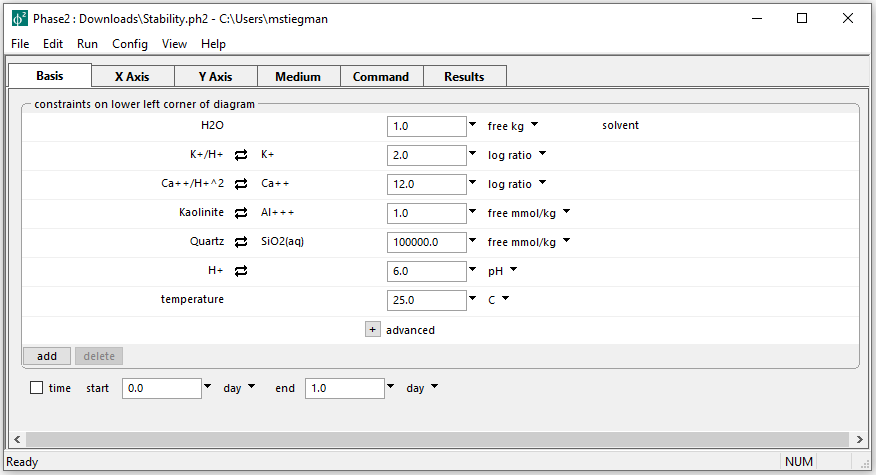 Phase2 : Downloads\Stability.ph2 - C:\Users\mstiegman
File Edit Run Config View Help
Basis X Axis Y Axis Medium Command Results
constraints on lower left corner of diagram
H2O 1.0 free kg solvent
K+/H+ K+ 2.0 log ratio
Ca++/H+^2 Ca++ 12.0 log ratio
Kaolinite Al+++ 1.0 free mmol/kg
Quartz SiO2(aq) 100000.0 free mmol/kg
H+ 6.0 pH
temperature 25.0 C
+ advanced
add delete
time start 0.0 day end 1.0 day
Ready NUM